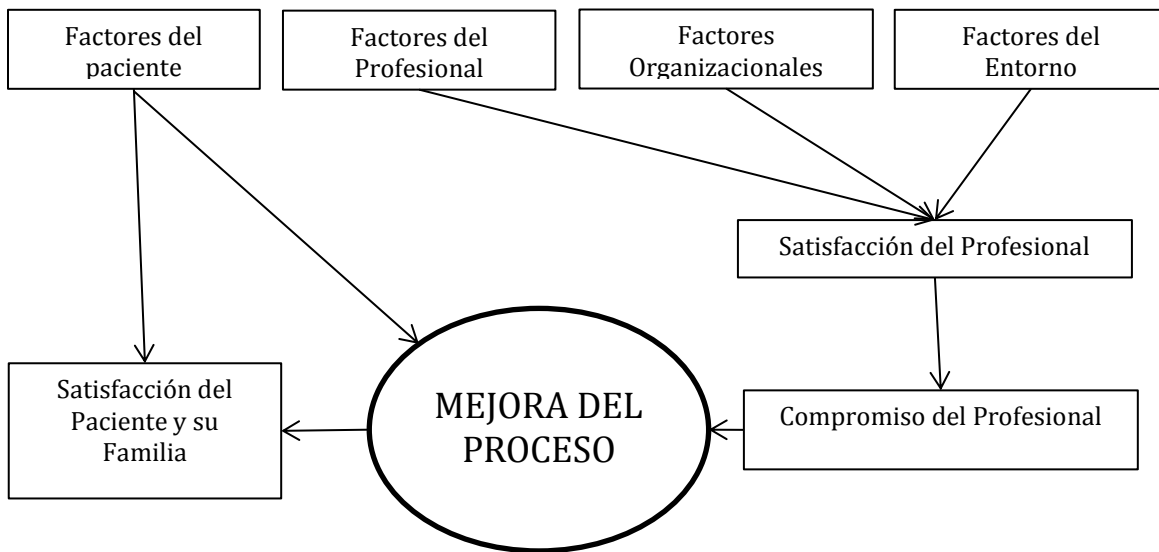 Factores del
paciente
Factores del
Profesional
Factores
Organizacionales
Factores del
Entorno
Satisfacción del Profesional
Satisfacción del
Paciente y su
Familia
MEJORA DEL
PROCESO
Compromiso del Profesional